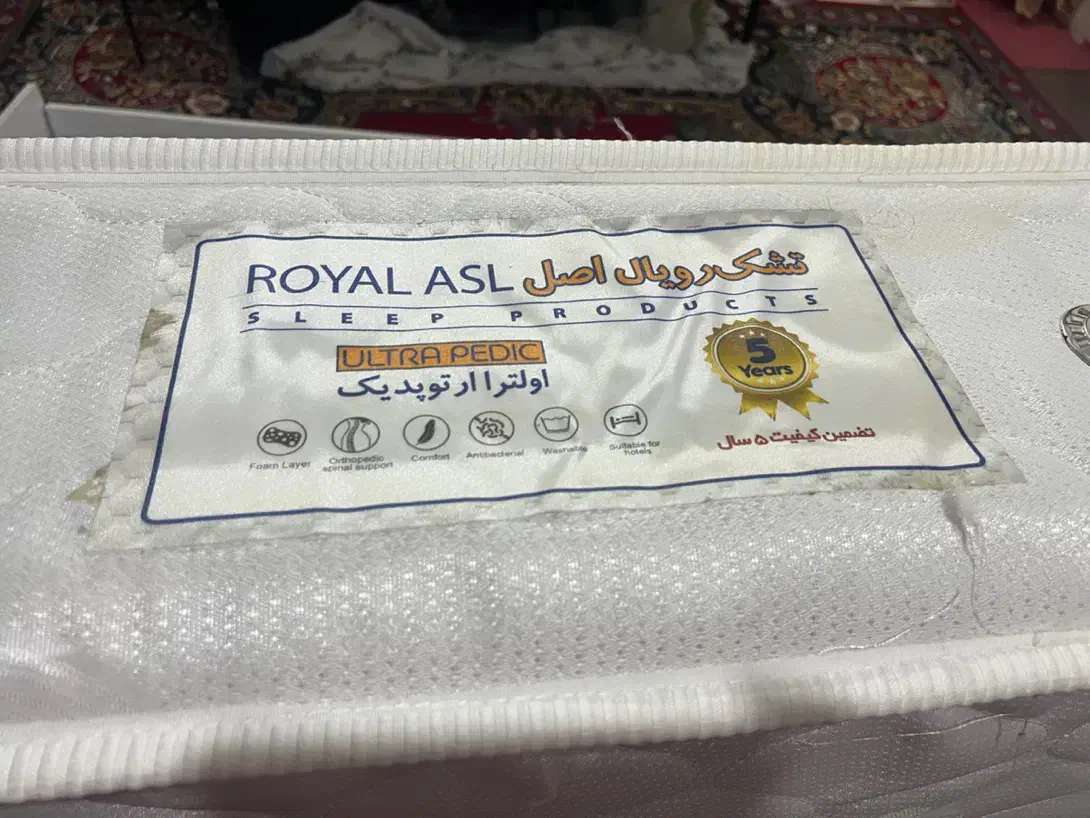 ROYAL ASL تشک رویال اصل
SLEEP PRODUCTS
ULTRA PEDIC
اولترا ارتوپدیک
5
Years
تضمین کیفیت ۵ سال
Foam Layer
Orthopedic
spinal support
Comfort
Antibacterial
Washable
Suitable for
hotels